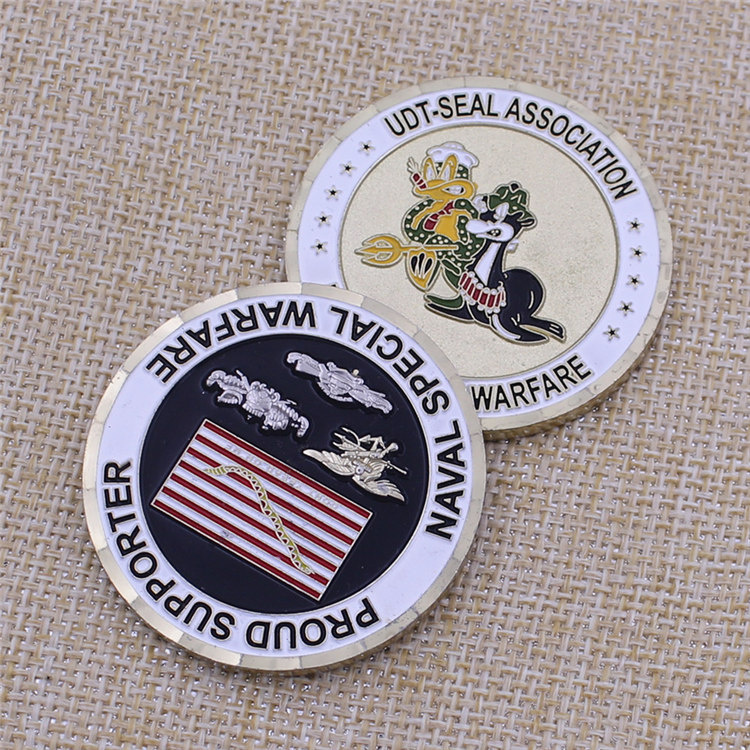 UDT-SEAL ASSOCIATION
WARFARE
NAVAL SPECIAL WARFARE
PROUD SUPPORTER